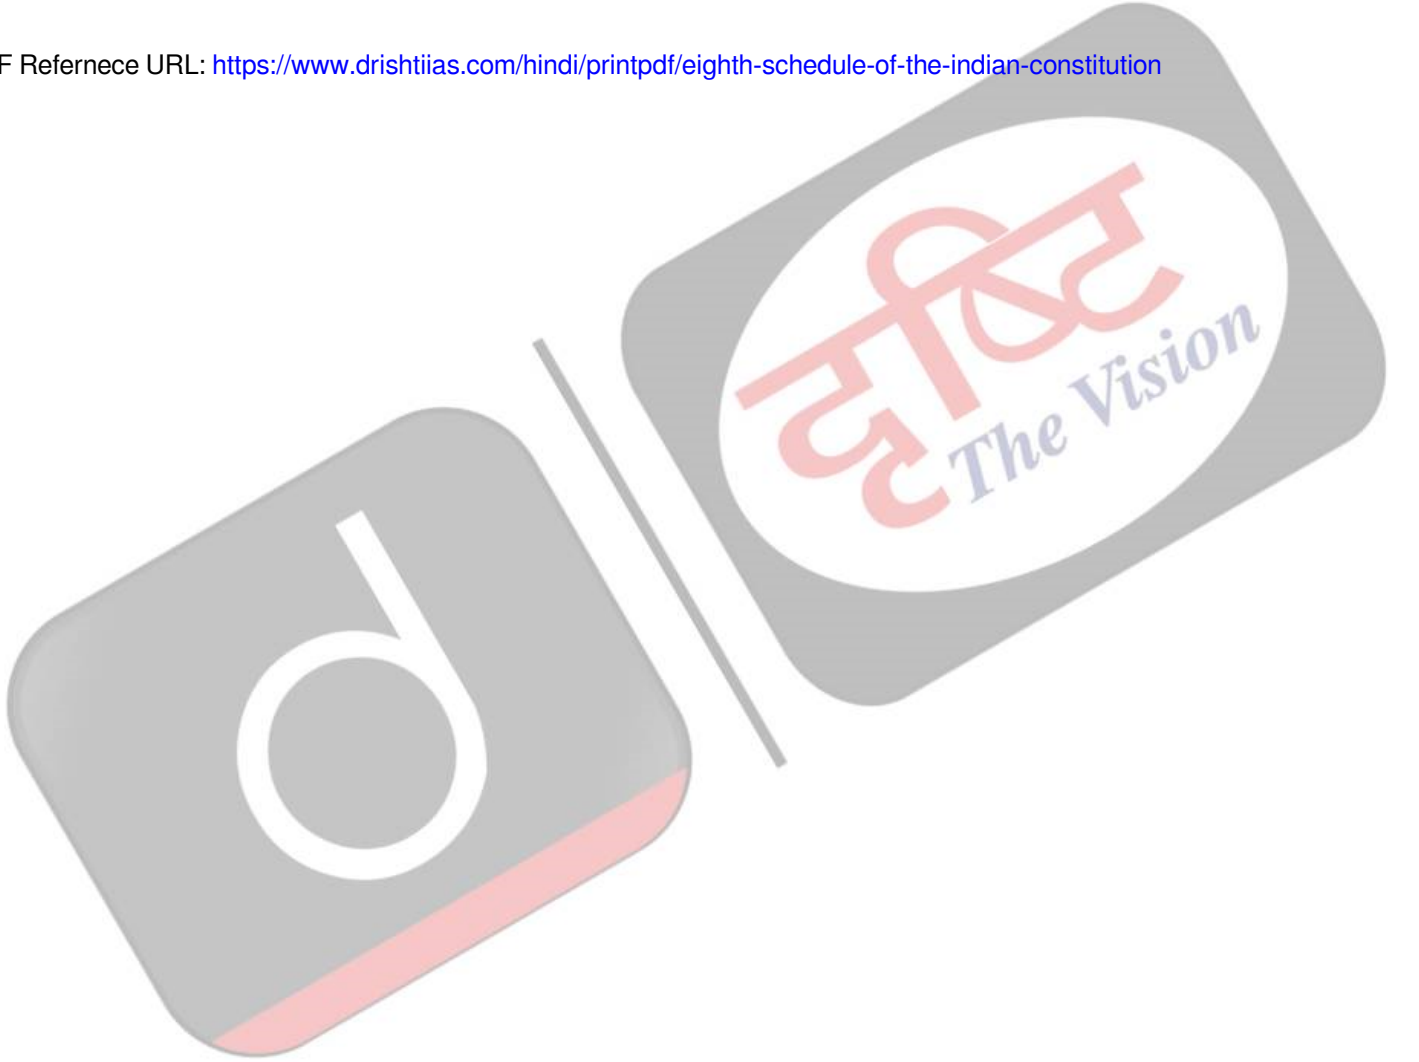 F Refernece URL: https://www.drishtiias.com/hindi/printpdf/eighth-schedule-of-the-indian-constitution
दृष्टि
The Vision
d